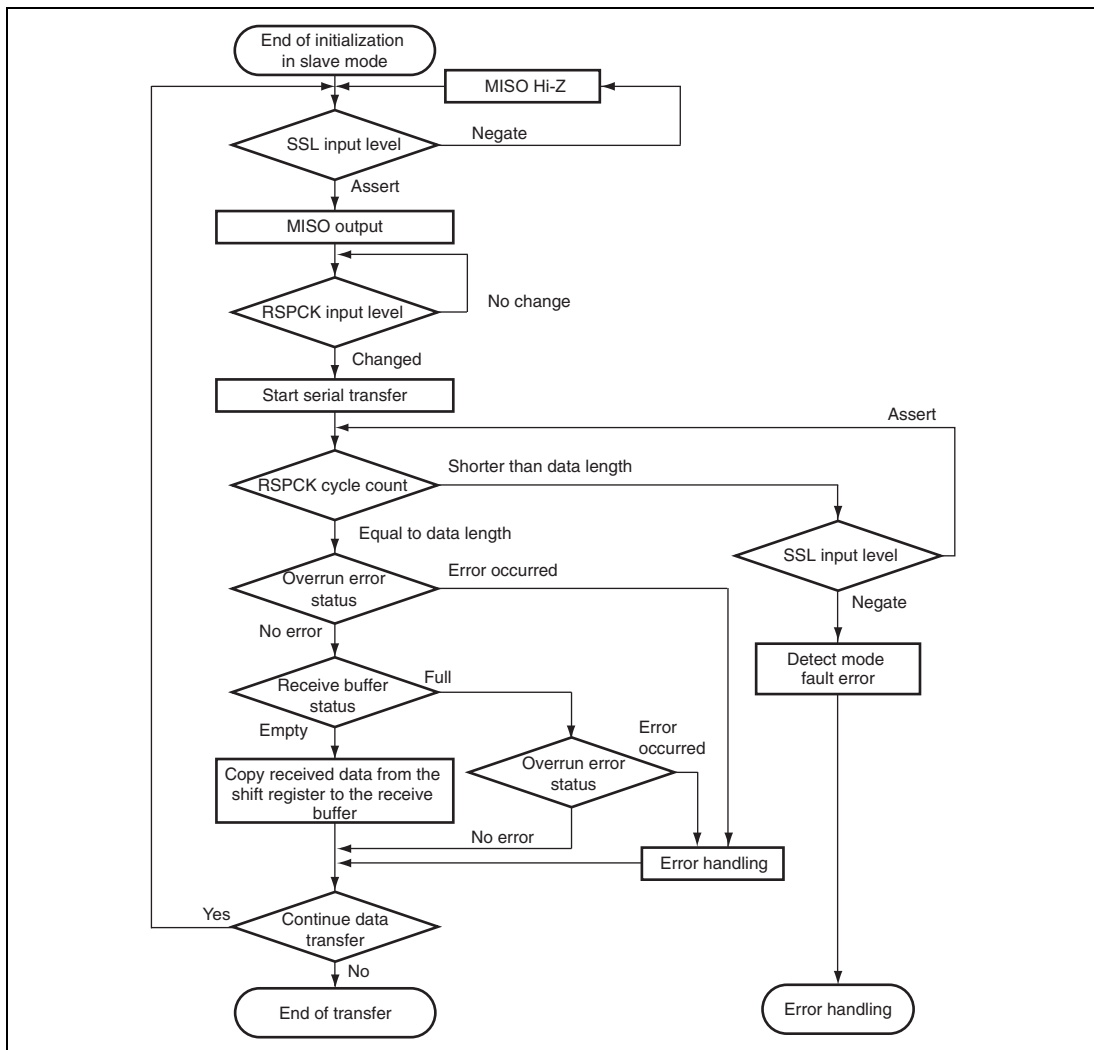 End of initialization
in slave mode
MISO Hi-Z
SSL input level
Negate
Assert
MISO output
RSPCK input level
No change
Changed
Start serial transfer
Assert
RSPCK cycle count
Shorter than data length
Equal to data length
SSL input level
Overrun error
status
Error occurred
Negate
No error
Detect mode
fault error
Receive buffer
status
Full
Empty
Error
occurred
Overrun error
status
Copy received data from the
shift register to the receive
buffer
No error
Error handling
Yes
Continue data
transfer
No
End of transfer
Error handling